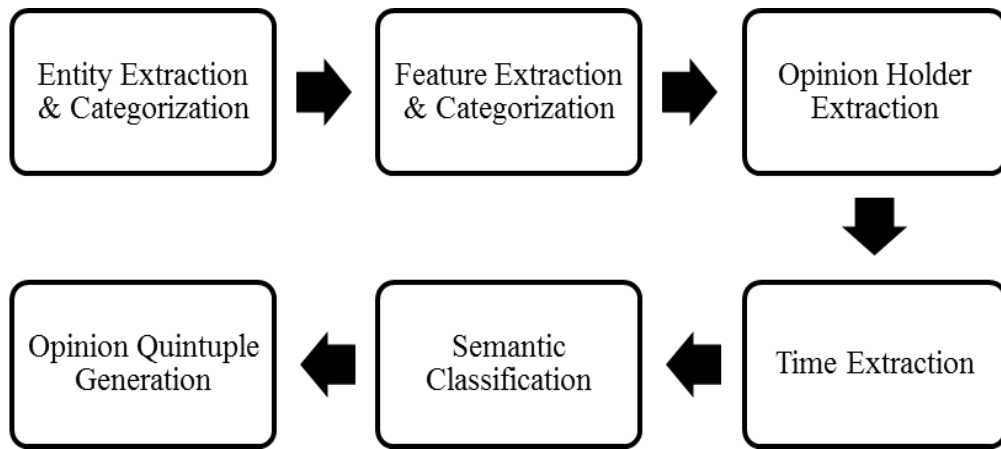 Entity Extraction
& Categorization
Feature Extraction
& Categorization
Opinion Holder
Extraction
Time Extraction
Semantic
Classification
Opinion Quintuple
Generation